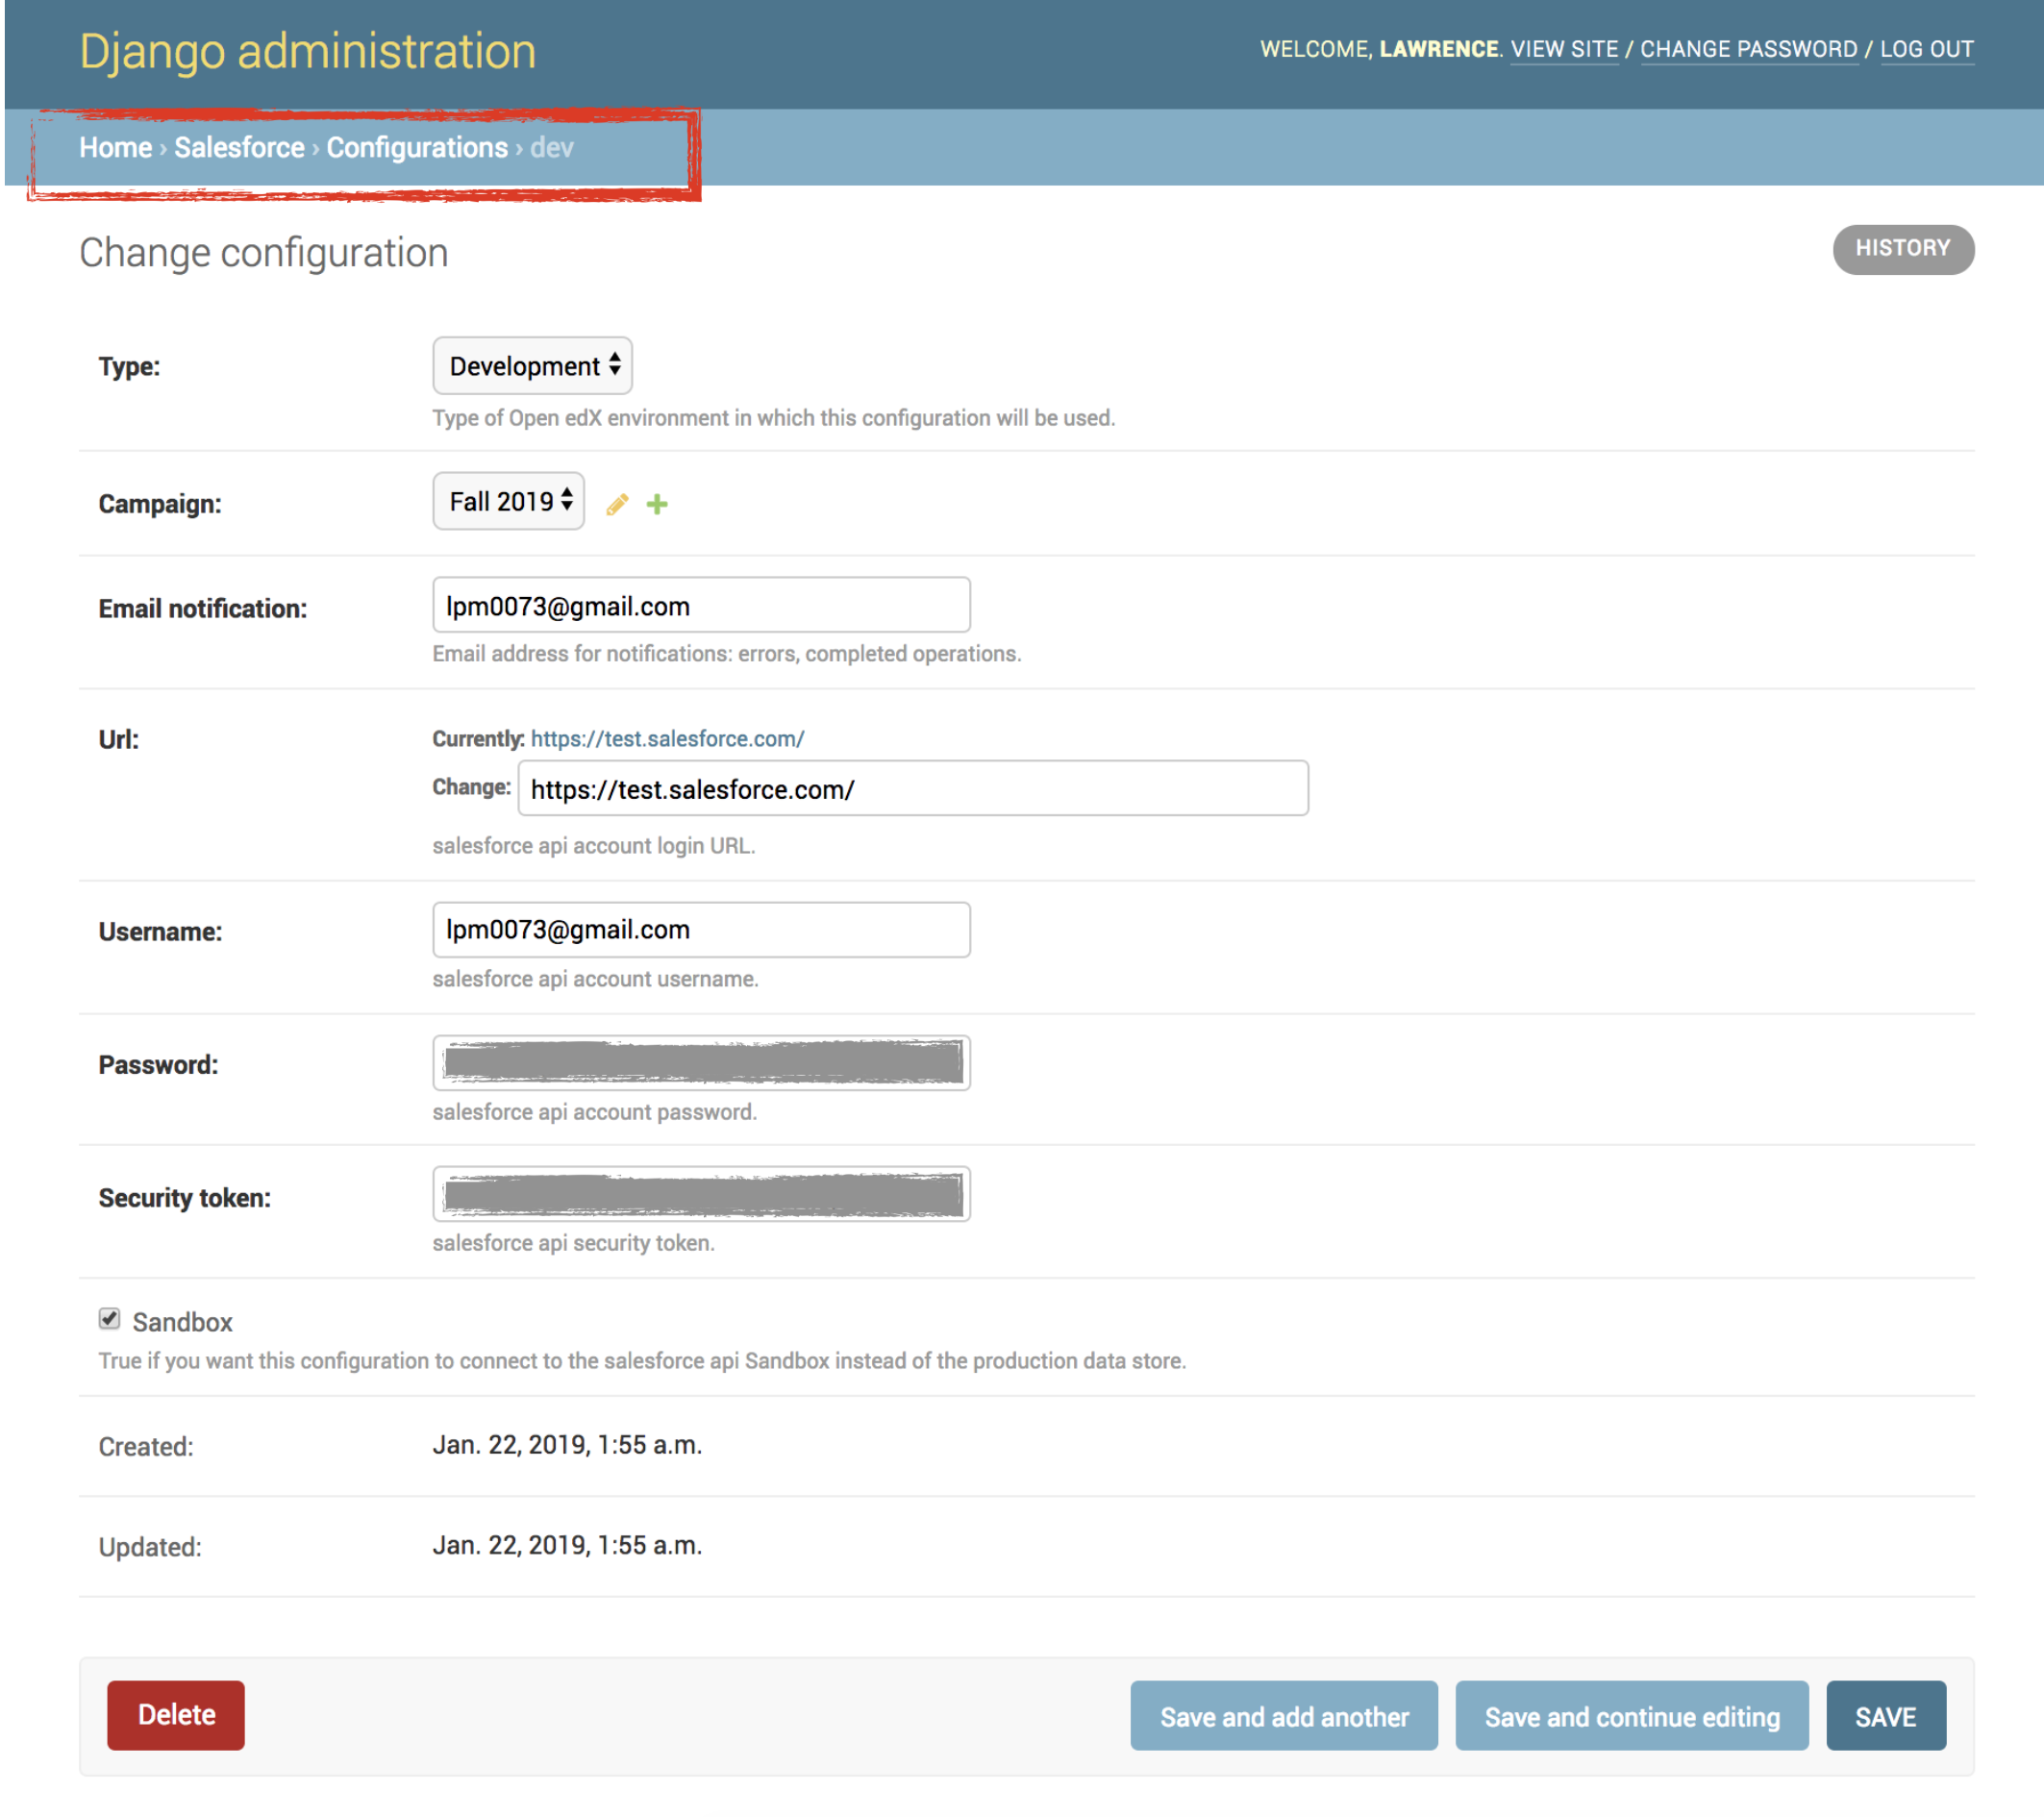 Django administration
WELCOME, LAWRENCE. VIEW SITE / CHANGE PASSWORD / LOG OUT
Home › Salesforce › Configurations › dev
Change configuration
HISTORY
Type:
Development
Type of Open edX environment in which this configuration will be used.
Campaign:
Fall 2019
Email notification:
lpm0073@gmail.com
Email address for notifications: errors, completed operations.
Url:
Currently: https://test.salesforce.com/
Change: https://test.salesforce.com/
salesforce api account login URL.
Username:
lpm0073@gmail.com
salesforce api account username.
Password:
salesforce api account password.
Security token:
salesforce api security token.
Sandbox
True if you want this configuration to connect to the salesforce api Sandbox instead of the production data store.
Created:
Jan. 22, 2019, 1:55 a.m.
Updated:
Jan. 22, 2019, 1:55 a.m.
Delete
Save and add another
Save and continue editing
SAVE